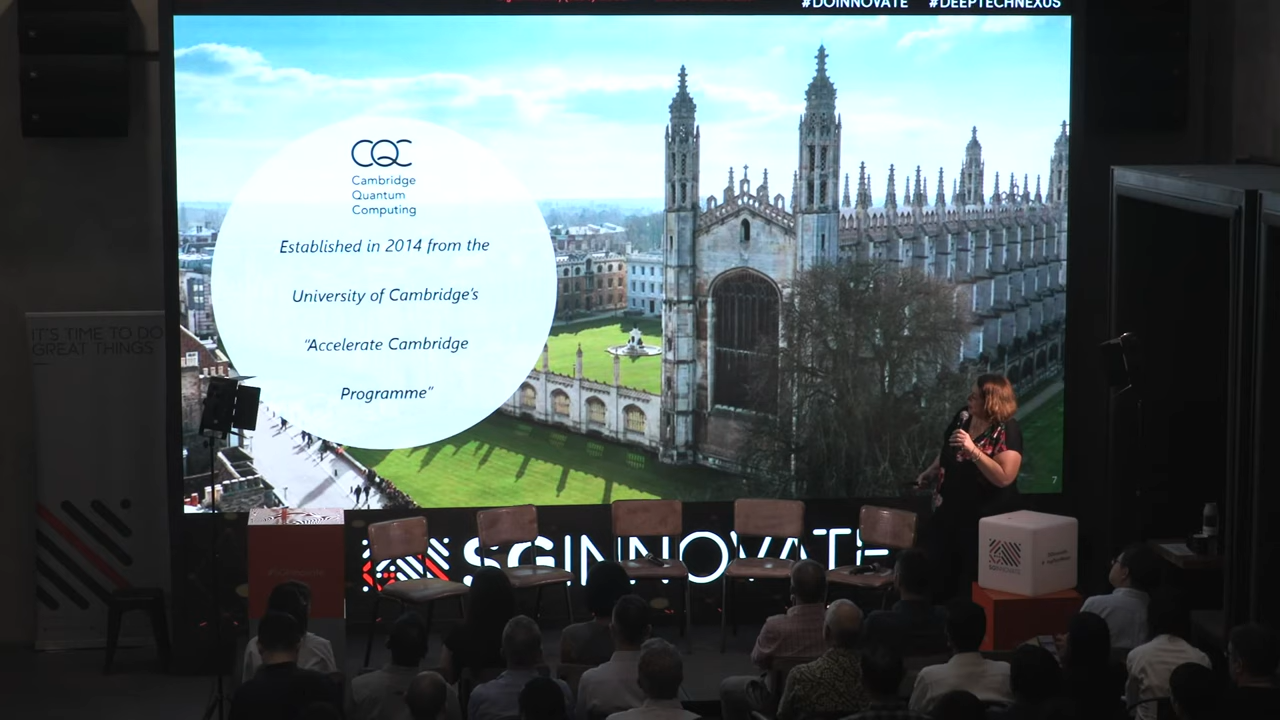 #DOINNOVATE #DEEPTECHNEXUS
CQC
Cambridge
Quantum
Computing
Established in 2014 from the
University of Cambridge's
"Accelerate Cambridge
Programme"
7
IT'S TIME TO DO
GREAT THINGS
SGINNOVATE